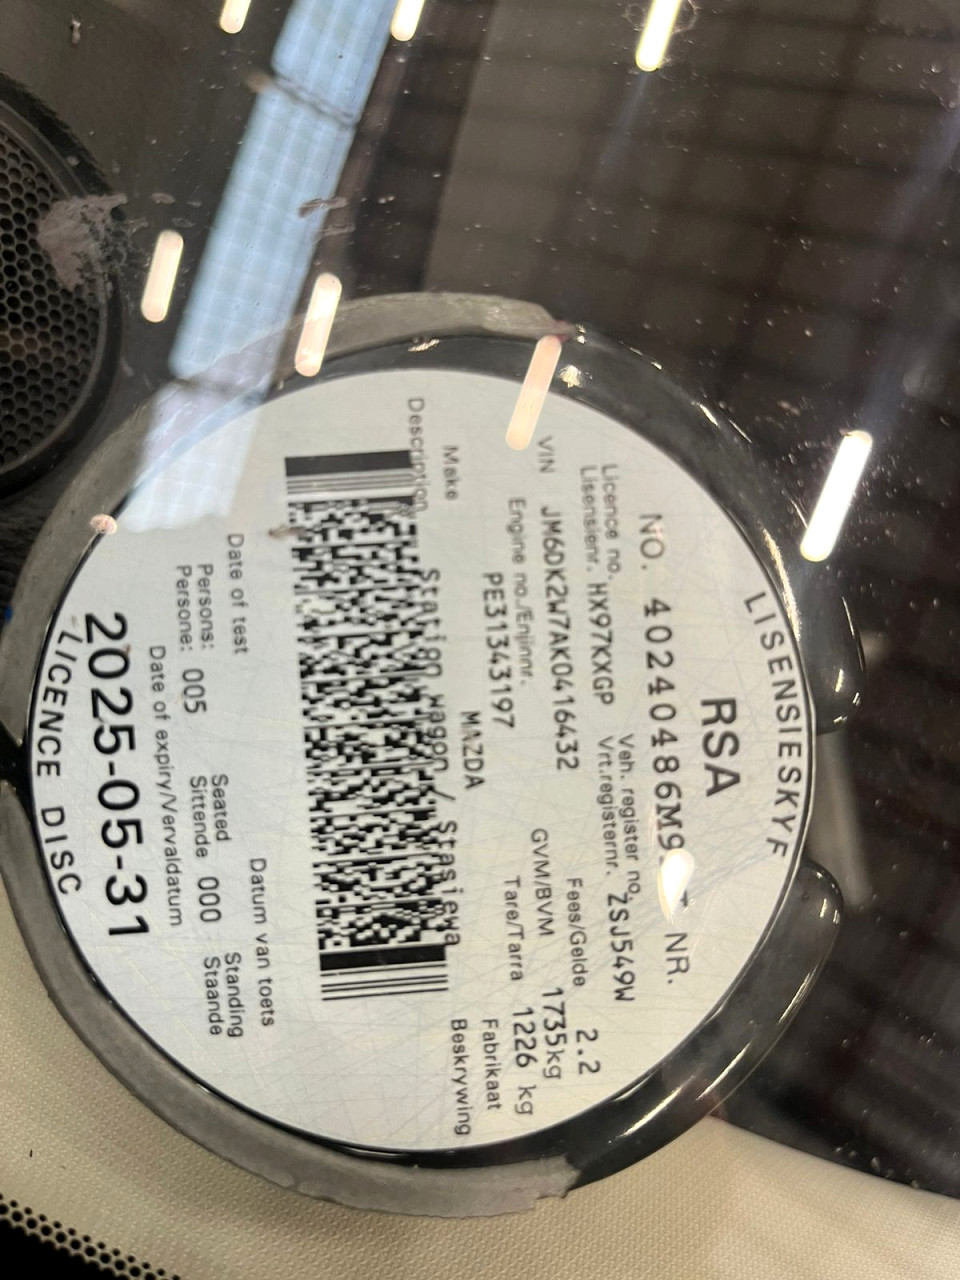 LISENSIESKYF
RSA
NO. 40240486M9 NR.
Licence no. Veh. register no.
Lisensienr. HX97KXGP Vrt.registernr. ZSJ549W
VIN JM6DK2W7AK0416432 Fees/Gelde 2.2
Engine no./Enjinnr. GVM/BVM 1735kg
PE31343197 Tare/Tarra 1226 kg
Make MAZDA Fabrikaat
Description Station wagon / Stasiewa Beskrywing
Date of test Datum van toets
Persons: Seated Standing
Persone: 005 Sittende 000 Staande
Date of expiry/Vervaldatum
2025-05-31
LICENCE DISC